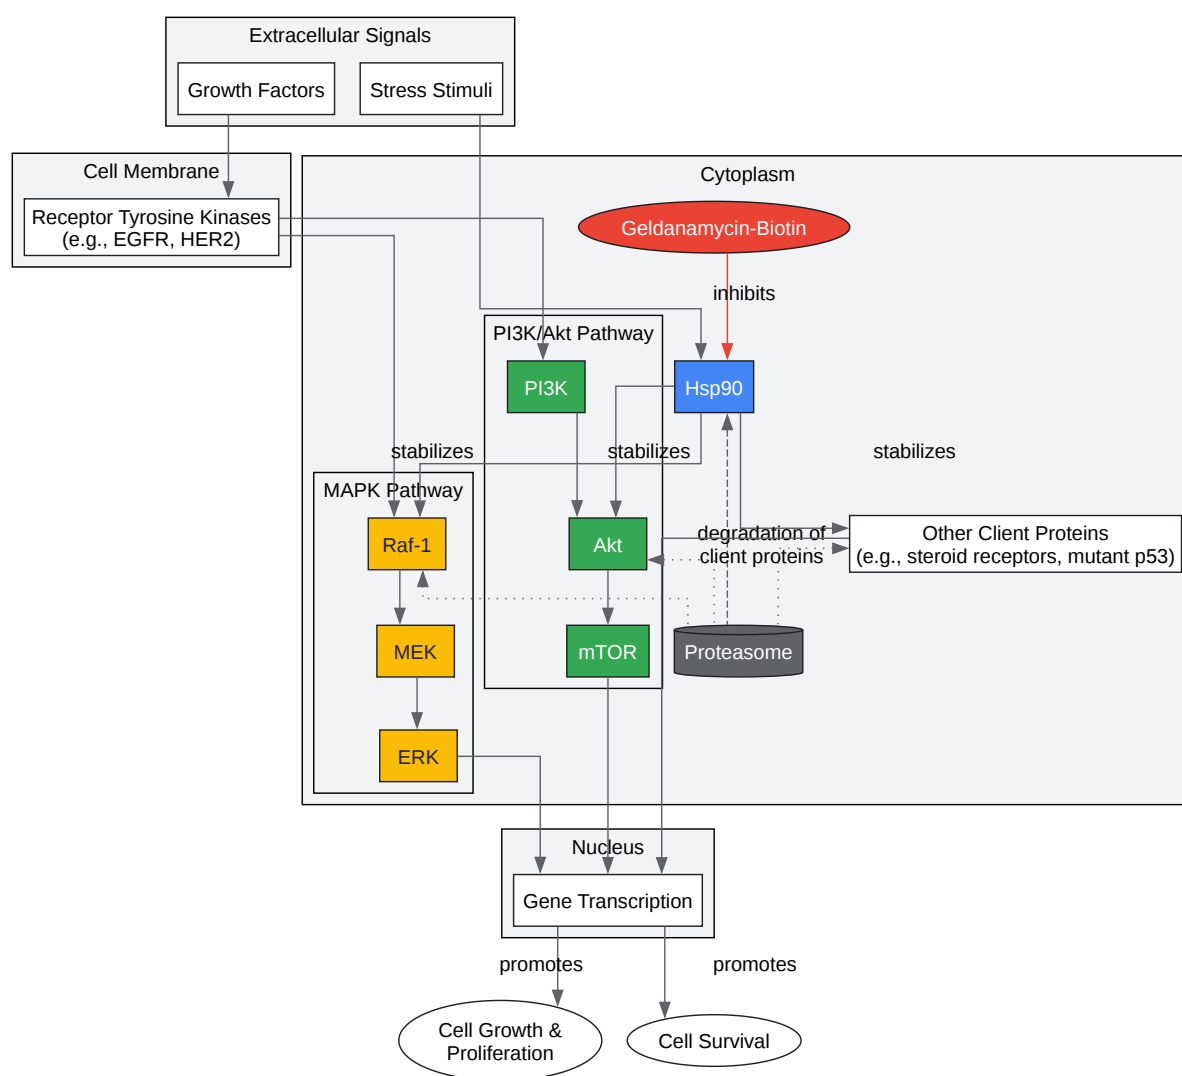 Extracellular Signals
Growth Factors
Stress Stimuli
Cell Membrane
Receptor Tyrosine Kinases
(e.g., EGFR, HER2)
Cytoplasm
Geldanamycin-Biotin
inhibits
PI3K/Akt Pathway
PI3K
Hsp90
stabilizes
stabilizes
stabilizes
MAPK Pathway
Raf-1
Akt
degradation of
client proteins
Other Client Proteins
(e.g., steroid receptors, mutant p53)
MEK
mTOR
Proteasome
ERK
Nucleus
Gene Transcription
promotes
promotes
Cell Growth &
Proliferation
Cell Survival